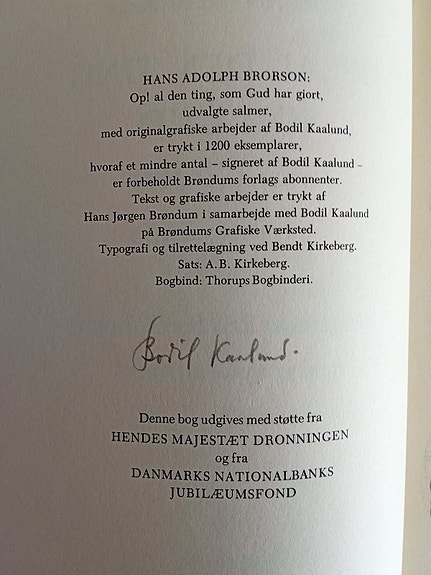 HANS ADOLPH BRORSON:
Op! al den ting, som Gud har giort,
udvalgte salmer,
med originalgrafiske arbejder af Bodil Kaalund,
er trykt i 1200 eksemplarer,
hvoraf et mindre antal – signeret af Bodil Kaalund –
er forbeholdt Brøndums forlags abonnenter.
Tekst og grafiske arbejder er trykt af
Hans Jørgen Brøndum i samarbejde med Bodil Kaalund
på Brøndums Grafiske Værksted.
Typografi og tilrettelægning ved Bendt Kirkeberg.
Sats: A. B. Kirkeberg.
Bogbind: Thorups Bogbinderi.
Bodil Kaalund.
Denne bog udgives med støtte fra
HENDES MAJESTÆT DRONNINGEN
og fra
DANMARKS NATIONALBANKS
JUBILÆUMSFOND